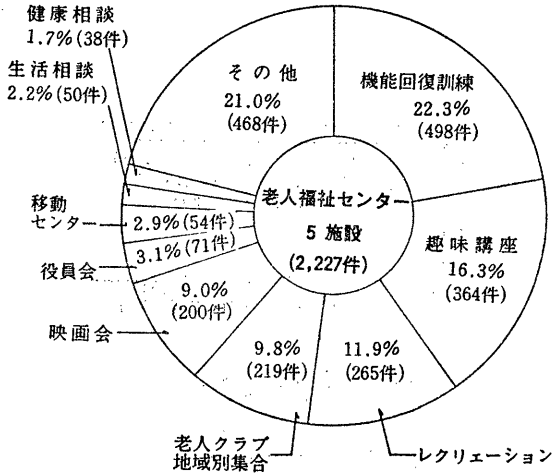 健康相談
1.7%(38件)
生活相談
2.2%(50件)
その他
21.0%
(468件)
機能回復訓練
22.3%
(498件)
老人福祉センター
5施設
(2,227件)
移動
センター
2.9%(54件)
役員会
3.1%(71件)
趣味講座
16.3%
(364件)
映画会
9.0%
(200件)
9.8%
(219件)
11.9%
(265件)
老人クラブ
地域別集合
レクリェーション